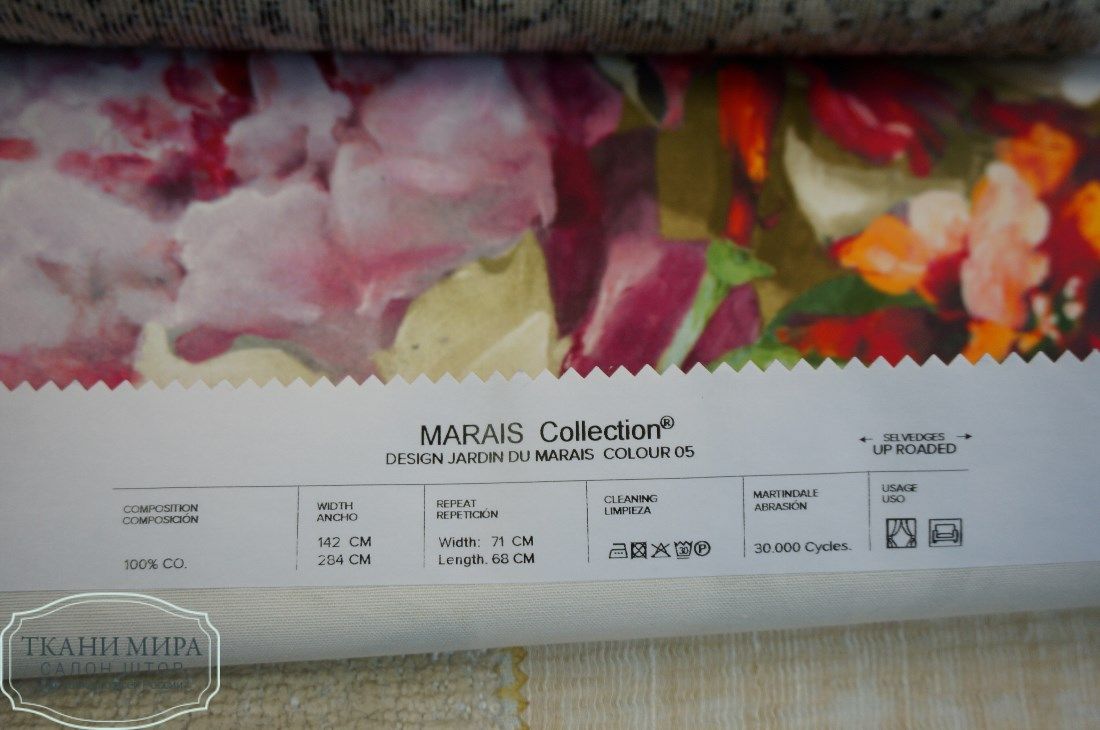 MARAIS Collection®
DESIGN JARDIN DU MARAIS COLOUR 05
← SELVEDGES →
UP ROADED
COMPOSITION
COMPOSICIÓN
100% CO.
WIDTH
ANCHO
142 CM
284 CM
REPEAT
REPETICIÓN
Width: 71 CM
Length. 68 CM
CLEANING
LIMPIEZA
30
P
MARTINDALE
ABRASIÓN
30.000 Cycles.
USAGE
USO
ТКАНИ МИРА
САЛОН ШТОР